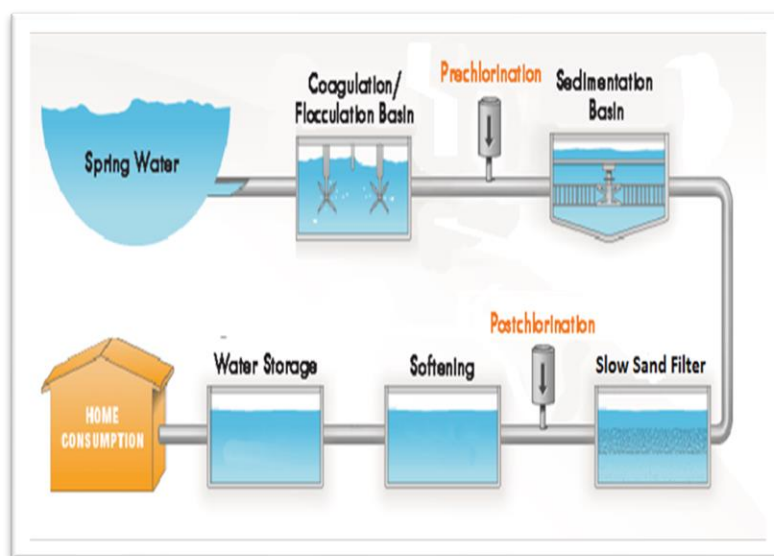 Prechlorination
Coagulation/
Flocculation Basin
Sedimentation
Basin
Spring Water
Postchlorination
Water Storage
Softening
Slow Sand Filter
HOME
CONSUMPTION